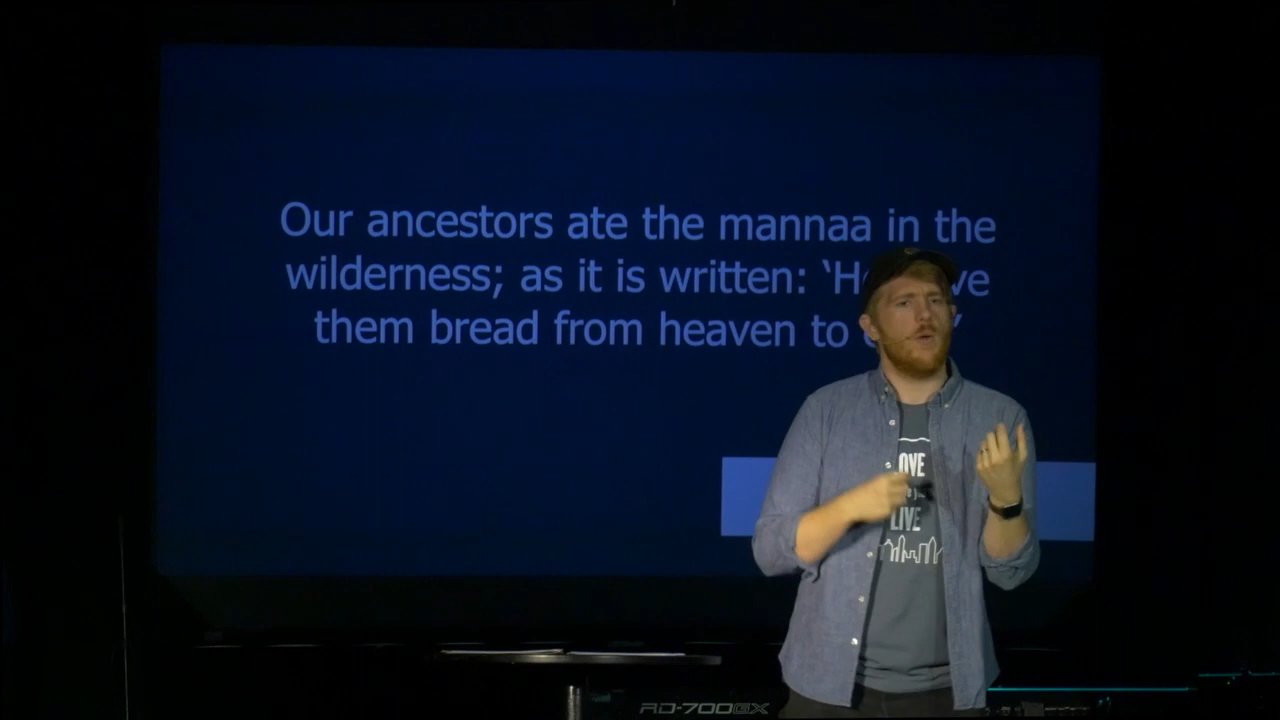 Our ancestors ate the mannaa in the
wilderness; as it is written: ‘
them bread from heaven to
OVE
LIVE
RD-700GX